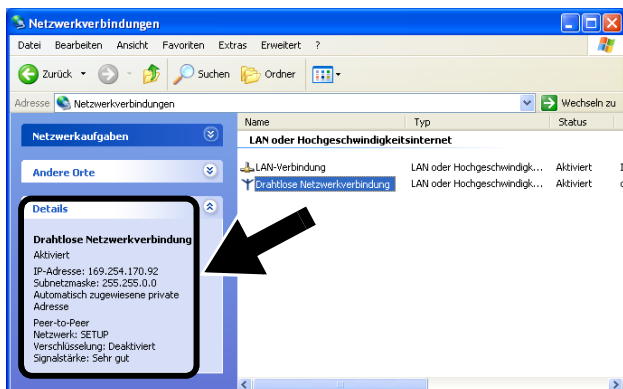 Netzwerkverbindungen
Datei Bearbeiten Ansicht Favoriten Extras Erweitert ?
Zurück Suchen Ordner
Adresse Netzwerkverbindungen Wechseln zu
Name Typ Status
LAN oder Hochgeschwindigkeitsinternet
LAN-Verbindung LAN oder Hochgeschwindigk... Aktiviert
Drahtlose Netzwerkverbindung LAN oder Hochgeschwindigk... Aktiviert
Netzwerkaufgaben
Andere Orte
Details
Drahtlose Netzwerkverbindung
Aktiviert
IP-Adresse: 169.254.170.92
Subnetzmaske: 255.255.0.0
Automatisch zugewiesene private
Adresse
Peer-to-Peer
Netzwerk: SETUP
Verschlüsselung: Deaktiviert
Signalstärke: Sehr gut